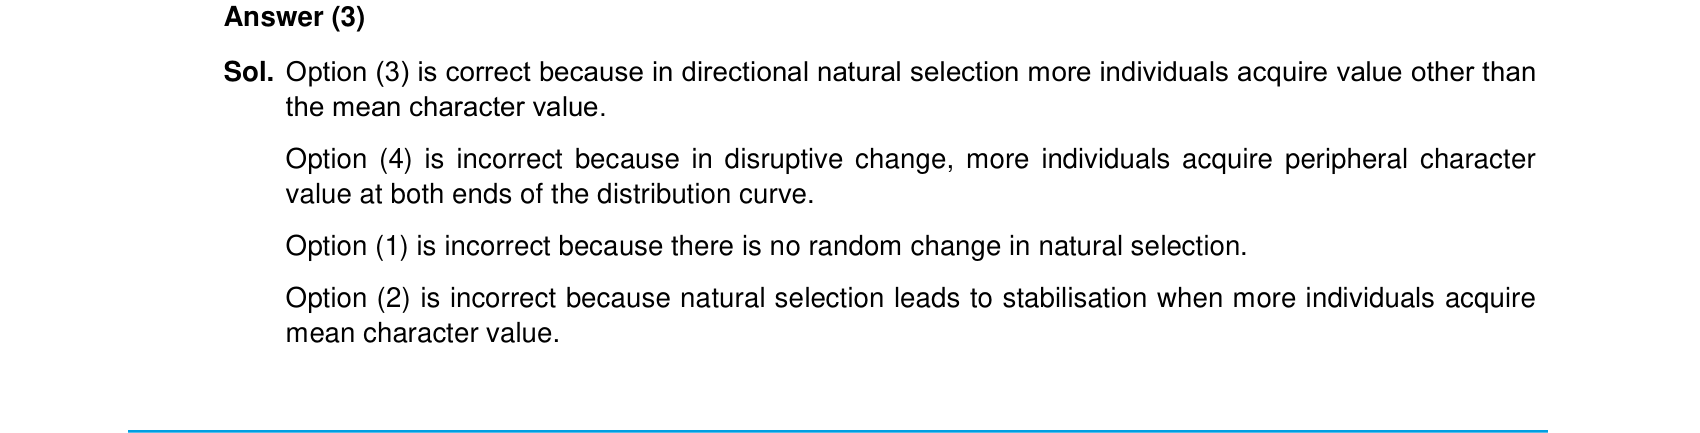 Answer (3)
Sol. Option (3) is correct because in directional natural selection more individuals acquire value other than
the mean character value.
Option (4) is incorrect because in disruptive change, more individuals acquire peripheral character
value at both ends of the distribution curve.
Option (1) is incorrect because there is no random change in natural selection.
Option (2) is incorrect because natural selection leads to stabilisation when more individuals acquire
mean character value.